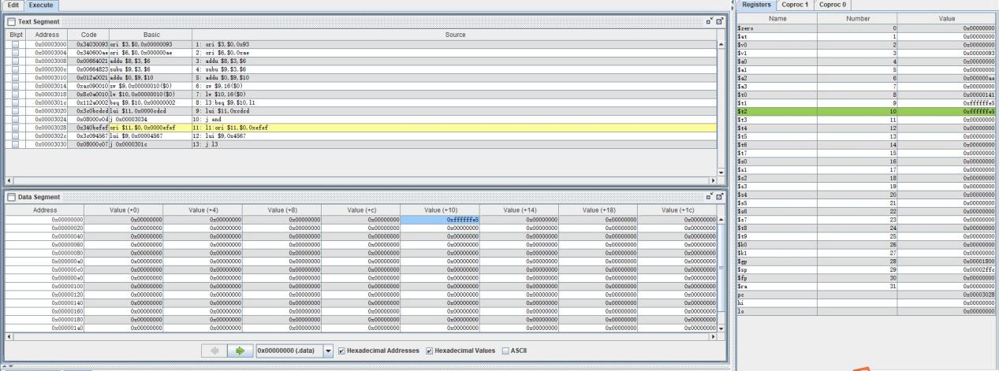 Edit Execute
Text Segment
Bkpt Address Code Basic Source
0x00003000 0x34030093 ori $3,$0,0x00000093 1: ori $3,$0,0x93
0x00003004 0x340600ae ori $6,$0,0x000000ae 2: ori $6,$0,0xae
0x00003008 0x00664021 addu $8,$3,$6 3: addu $8,$3,$6
0x0000300c 0x00664823 subu $9,$3,$6 4: subu $9,$3,$6
0x00003010 0x012a0021 addu $0,$9,$10 5: addu $0,$9,$10
0x00003014 0xac090010 sw $9,0x00000010($0) 6: sw $9,16($0)
0x00003018 0x8c0a0010 lw $10,0x00000010($0) 7: lw $10,16($0)
0x0000301c 0x112a0002 beq $9,$10,0x00000002 8: l3:beq $9,$10,l1
0x00003020 0x3c0bcdcd lui $11,0x0000cdcd 9: lui $11,0xcdcd
0x00003024 0x08000c0d j 0x00003034 10: j end
0x00003028 0x340befef ori $11,$0,0x0000efef 11: l1:ori $11,$0,0xefef
0x0000302c 0x3c094567 lui $9,0x00004567 12: lui $9,0x4567
0x00003030 0x08000c07 j 0x0000301c 13: j l3
Data Segment
Address Value (+0) Value (+4) Value (+8) Value (+c) Value (+10) Value (+14) Value (+18) Value (+1c)
0x00000000 0x00000000 0x00000000 0x00000000 0x00000000 0xffffffe5 0x00000000 0x00000000 0x00000000
0x00000020 0x00000000 0x00000000 0x00000000 0x00000000 0x00000000 0x00000000 0x00000000 0x00000000
0x00000040 0x00000000 0x00000000 0x00000000 0x00000000 0x00000000 0x00000000 0x00000000 0x00000000
0x00000060 0x00000000 0x00000000 0x00000000 0x00000000 0x00000000 0x00000000 0x00000000 0x00000000
0x00000080 0x00000000 0x00000000 0x00000000 0x00000000 0x00000000 0x00000000 0x00000000 0x00000000
0x000000a0 0x00000000 0x00000000 0x00000000 0x00000000 0x00000000 0x00000000 0x00000000 0x00000000
0x000000c0 0x00000000 0x00000000 0x00000000 0x00000000 0x00000000 0x00000000 0x00000000 0x00000000
0x000000e0 0x00000000 0x00000000 0x00000000 0x00000000 0x00000000 0x00000000 0x00000000 0x00000000
0x00000100 0x00000000 0x00000000 0x00000000 0x00000000 0x00000000 0x00000000 0x00000000 0x00000000
0x00000120 0x00000000 0x00000000 0x00000000 0x00000000 0x00000000 0x00000000 0x00000000 0x00000000
0x00000140 0x00000000 0x00000000 0x00000000 0x00000000 0x00000000 0x00000000 0x00000000 0x00000000
0x00000160 0x00000000 0x00000000 0x00000000 0x00000000 0x00000000 0x00000000 0x00000000 0x00000000
0x00000180 0x00000000 0x00000000 0x00000000 0x00000000 0x00000000 0x00000000 0x00000000 0x00000000
0x000001a0 0x00000000 0x00000000 0x00000000 0x00000000 0x00000000 0x00000000 0x00000000 0x00000000
0x00000000 (.data) Hexadecimal Addresses Hexadecimal Values ASCII
Registers Coproc 1 Coproc 0
Name Number Value
$zero 0 0x00000000
$at 1 0x00000000
$v0 2 0x00000000
$v1 3 0x00000093
$a0 4 0x00000000
$a1 5 0x00000000
$a2 6 0x000000ae
$a3 7 0x00000000
$t0 8 0x00000141
$t1 9 0xffffffe5
$t2 10 0xffffffe5
$t3 11 0x00000000
$t4 12 0x00000000
$t5 13 0x00000000
$t6 14 0x00000000
$t7 15 0x00000000
$s0 16 0x00000000
$s1 17 0x00000000
$s2 18 0x00000000
$s3 19 0x00000000
$s4 20 0x00000000
$s5 21 0x00000000
$s6 22 0x00000000
$s7 23 0x00000000
$t8 24 0x00000000
$t9 25 0x00000000
$k0 26 0x00000000
$k1 27 0x00000000
$gp 28 0x00001800
$sp 29 0x00002ffc
$fp 30 0x00000000
$ra 31 0x00000000
pc 0x00003028
hi 0x00000000
lo 0x00000000